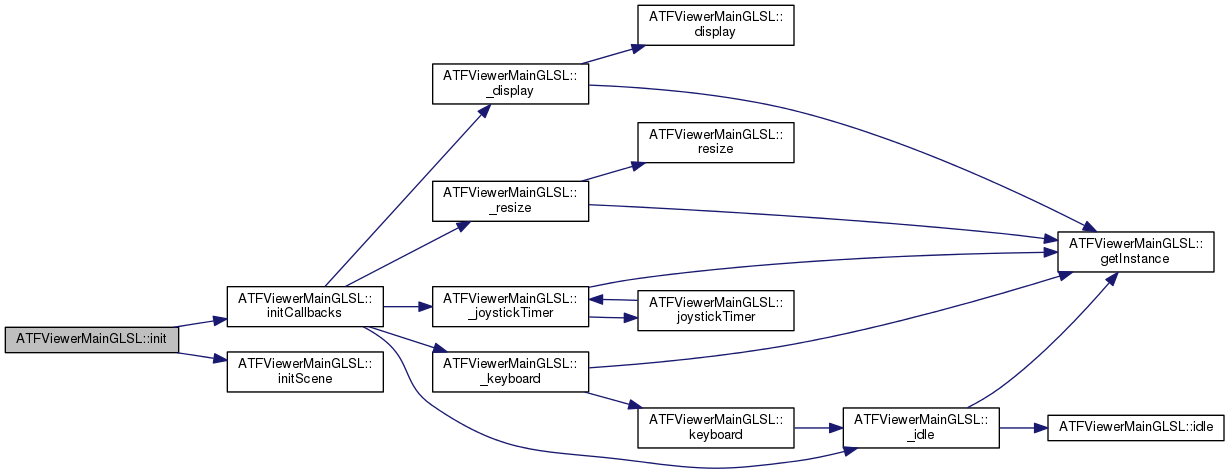 ATFViewerMainGLSL::
display
ATFViewerMainGLSL::
_display
ATFViewerMainGLSL::
resize
ATFViewerMainGLSL::
_resize
ATFViewerMainGLSL::
getInstance
ATFViewerMainGLSL::
initCallbacks
ATFViewerMainGLSL::
_joystickTimer
ATFViewerMainGLSL::
joystickTimer
ATFViewerMainGLSL::init
ATFViewerMainGLSL::
initScene
ATFViewerMainGLSL::
_keyboard
ATFViewerMainGLSL::
keyboard
ATFViewerMainGLSL::
_idle
ATFViewerMainGLSL::idle